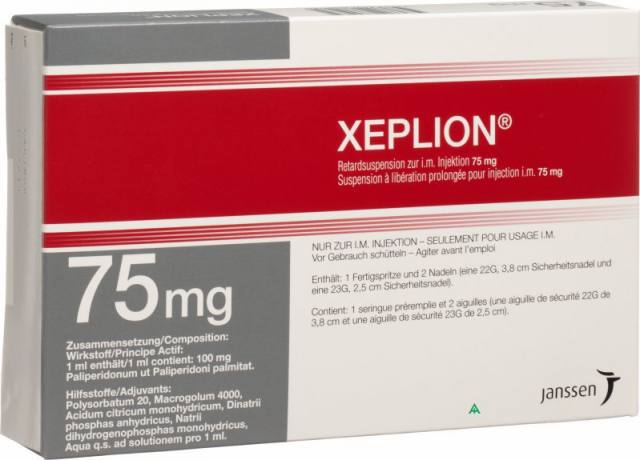 XEPLION®
Retardsuspension zur i.m. Injektion 75 mg
Suspension à libération prolongée pour injection i.m. 75 mg
NUR ZUR I.M. INJEKTION – SEULEMENT POUR USAGE I.M.
Vor Gebrauch schütteln – Agiter avant l'emploi
Enthält: 1 Fertigspritze und 2 Nadeln (eine 22G, 3,8 cm Sicherheitsnadel und
eine 23G, 2,5 cm Sicherheitsnadel).
Contient: 1 seringue préremplie et 2 aiguilles (une aiguille de sécurité 22G de
3,8 cm et une aiguille de sécurité 23G de 2,5 cm).
75 mg
Zusammensetzung/Composition:
Wirkstoff/Principe Actif:
1 ml enthält/1 ml contient: 100 mg
Paliperidonum ut Paliperidoni palmitat.
Hilfsstoffe/Adjuvants:
Polysorbatum 20, Macrogolum 4000,
Acidum citricum monohydricum, Dinatrii
phosphas anhydricus, Natrii
dihydrogenophosphas monohydricus,
Aqua q.s. ad solutionem pro 1 ml.
A
janssen